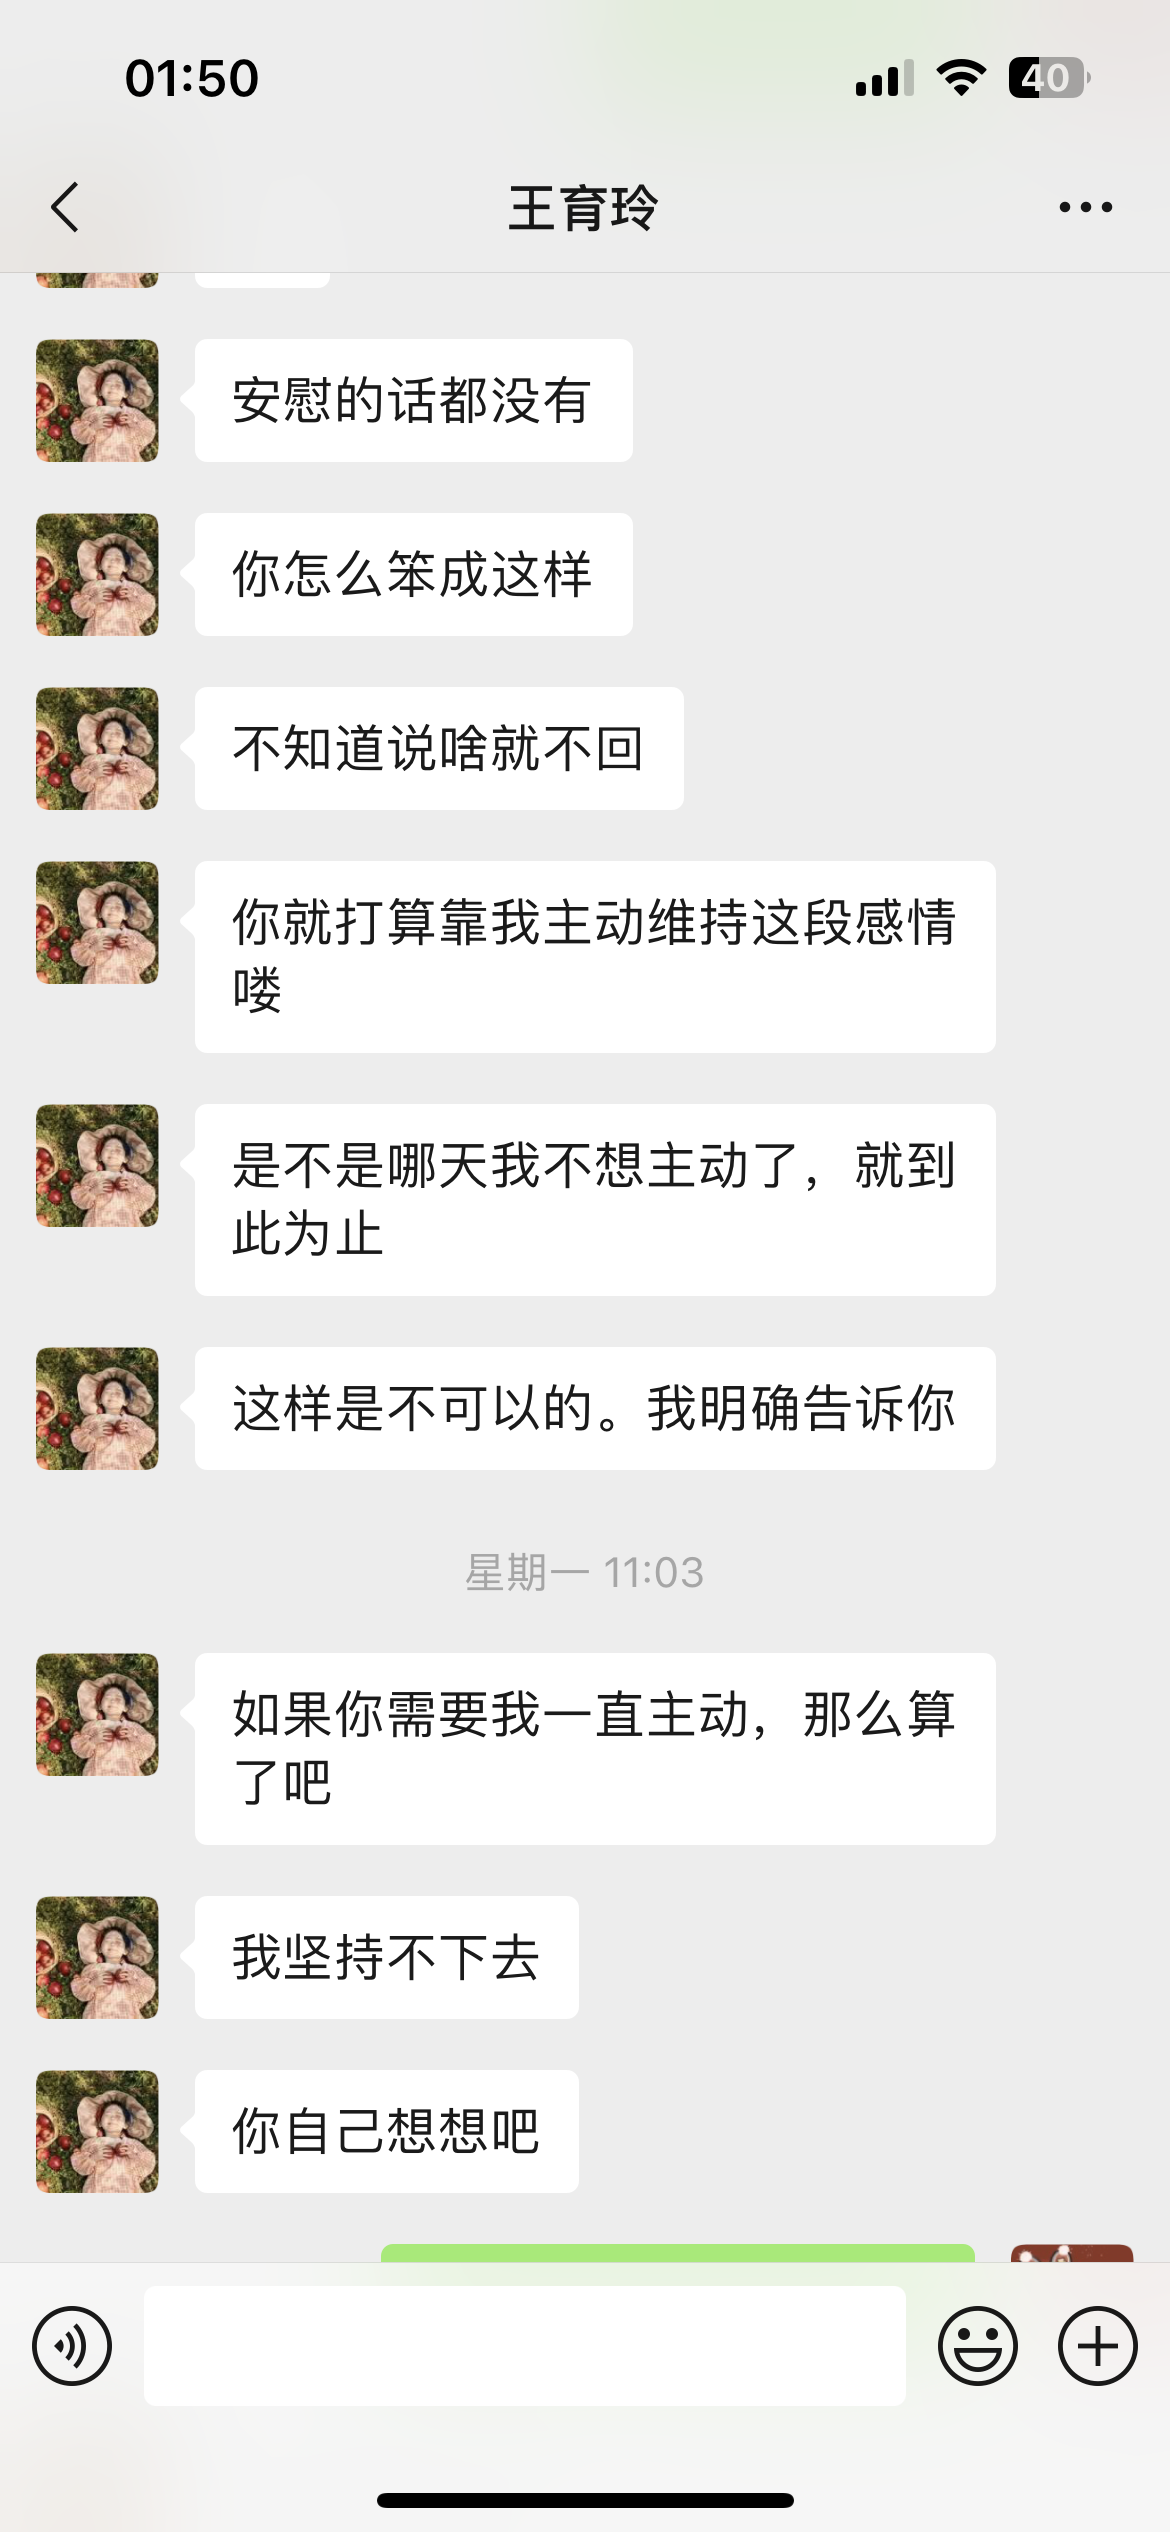 01:50
40
王育玲
安慰的话都没有
你怎么笨成这样
不知道说啥就不回
你就打算靠我主动维持这段感情
喽
是不是哪天我不想主动了，就到
此为止
这样是不可以的。我明确告诉你
星期一 11:03
如果你需要我一直主动，那么算
了吧
我坚持不下去
你自己想想吧